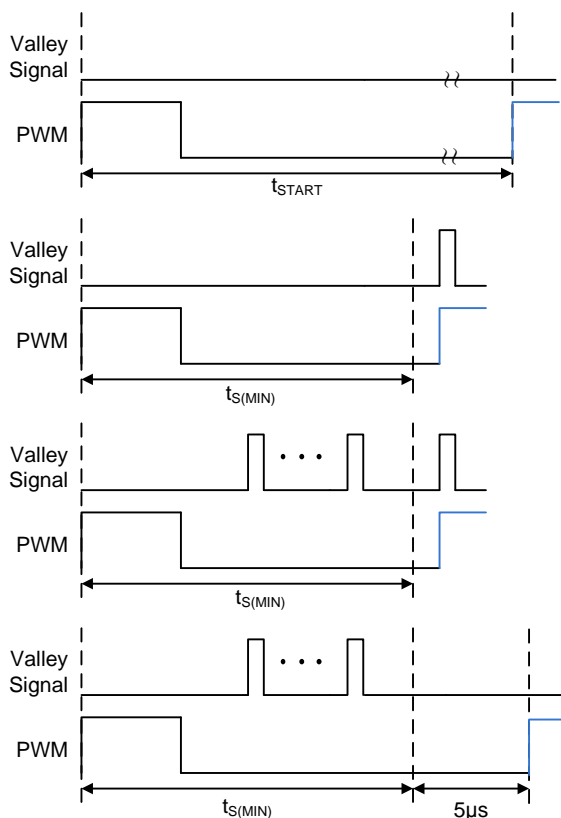 Valley
Signal
PWM
tSTART
Valley
Signal
PWM
tS(MIN)
Valley
Signal
• • •
PWM
tS(MIN)
Valley
Signal
• • •
PWM
tS(MIN)
5µs